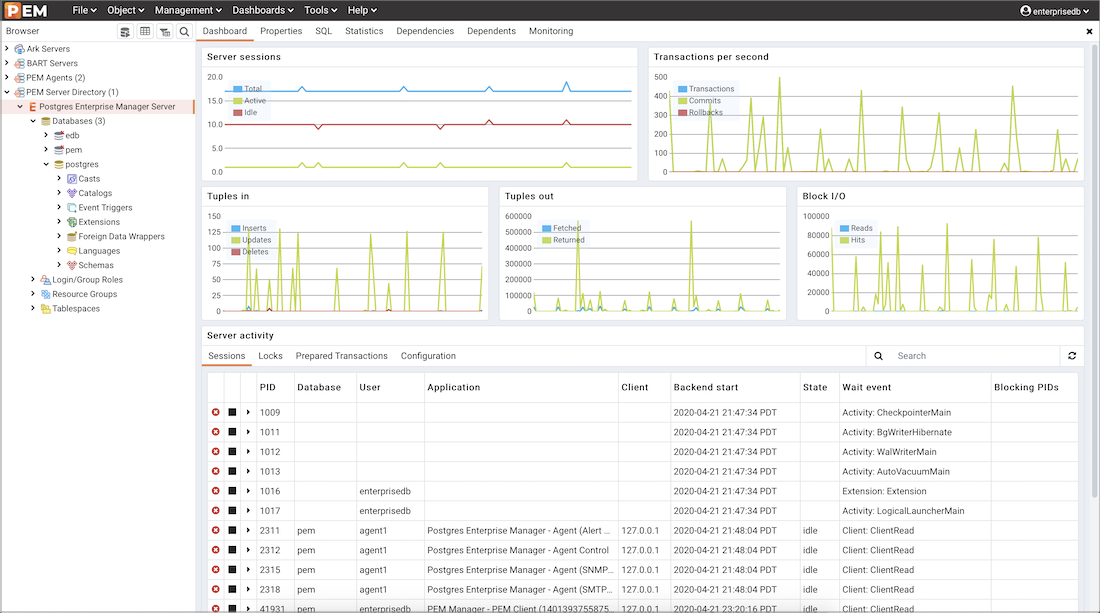 PEM File Object Management Dashboards Tools Help enterprisedb
Browser
Dashboard Properties SQL Statistics Dependencies Dependents Monitoring
Ark Servers
BART Servers
PEM Agents (2)
PEM Server Directory (1)
Postgres Enterprise Manager Server
Databases (3)
edb
pem
postgres
Casts
Catalogs
Event Triggers
Extensions
Foreign Data Wrappers
Languages
Schemas
Login/Group Roles
Resource Groups
Tablespaces
Server sessions
20.0
15.0
10.0
5.0
0.0
Total
Active
Idle
Transactions per second
500
400
300
200
100
0
Transactions
Commits
Rollbacks
Tuples in
150
125
100
75
50
25
0
Inserts
Updates
Deletes
Tuples out
600000
500000
400000
300000
200000
100000
0
Fetched
Returned
Block I/O
100000
80000
60000
40000
20000
0
Reads
Hits
Server activity
Sessions Locks Prepared Transactions Configuration Search
PID Database User Application Client Backend start State Wait event Blocking PIDs
1009 2020-04-21 21:47:34 PDT Activity: CheckpointerMain
1011 2020-04-21 21:47:34 PDT Activity: BgWriterHibernate
1012 2020-04-21 21:47:34 PDT Activity: WalWriterMain
1013 2020-04-21 21:47:34 PDT Activity: AutoVacuumMain
1016 enterprisedb 2020-04-21 21:47:34 PDT Extension: Extension
1017 enterprisedb 2020-04-21 21:47:34 PDT Activity: LogicalLauncherMain
2311 pem agent1 Postgres Enterprise Manager - Agent (Alert ... 127.0.0.1 2020-04-21 21:48:04 PDT idle Client: ClientRead
2312 pem agent1 Postgres Enterprise Manager - Agent Control 127.0.0.1 2020-04-21 21:48:04 PDT idle Client: ClientRead
2315 pem agent1 Postgres Enterprise Manager - Agent (SNMP... 127.0.0.1 2020-04-21 21:48:04 PDT idle Client: ClientRead
2318 pem agent1 Postgres Enterprise Manager - Agent (SMTP... 127.0.0.1 2020-04-21 21:48:04 PDT idle Client: ClientRead
41931 pem enterprisedb PEM Manager - PEM Client (1401393755875... 127.0.0.1 2020-04-21 23:20:16 PDT idle Client: ClientRead